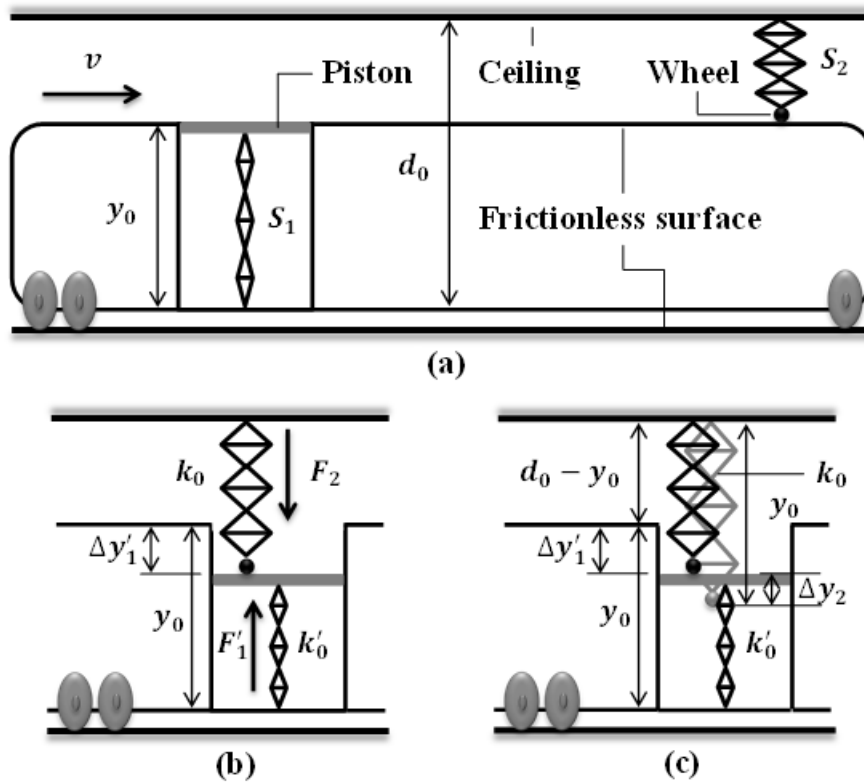 v Piston Ceiling Wheel S₂
y₀ S₁ d₀ Frictionless surface
(a)
k₀ F₂
Δy′₁
y₀ F′₁ k′₀
(b)
d₀ − y₀ k₀
y₀
Δy′₁ Δy₂
y₀ k′₀
(c)